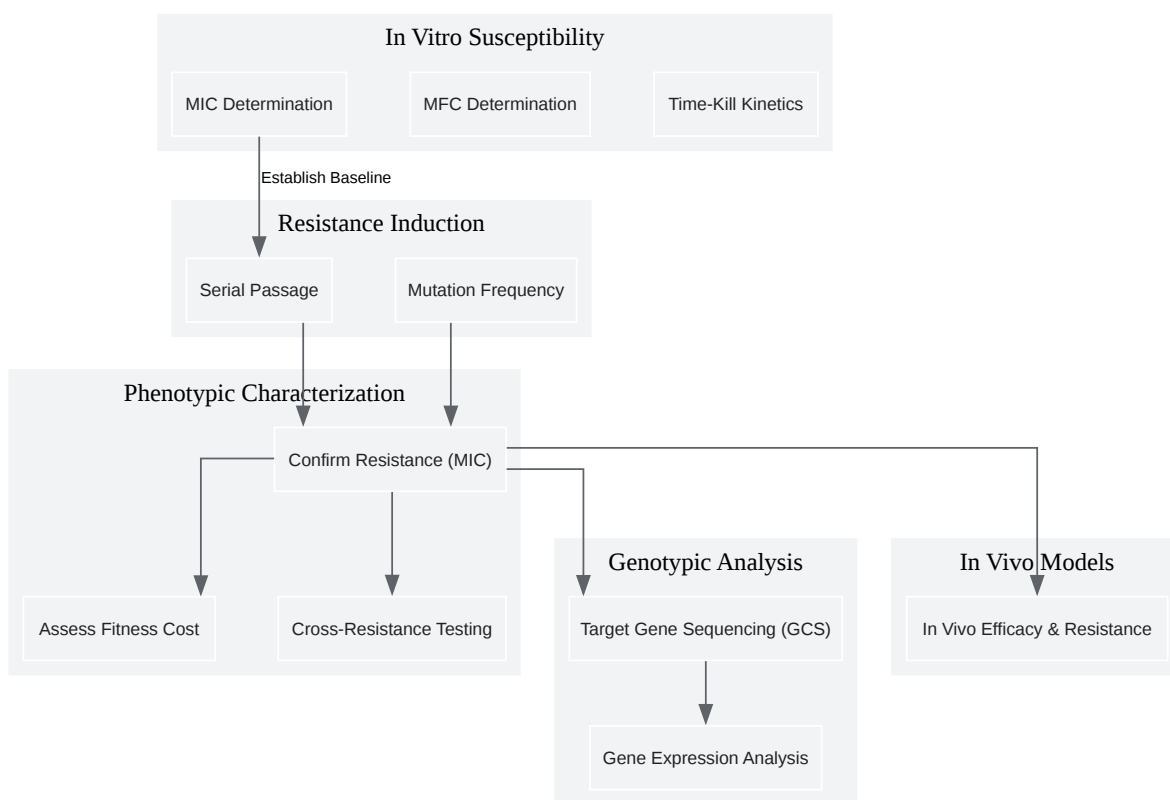 In Vitro Susceptibility
MIC Determination
MFC Determination
Time-Kill Kinetics
Establish Baseline
Resistance Induction
Serial Passage
Mutation Frequency
Phenotypic Characterization
Confirm Resistance (MIC)
Genotypic Analysis
In Vivo Models
Assess Fitness Cost
Cross-Resistance Testing
Target Gene Sequencing (GCS)
In Vivo Efficacy & Resistance
Gene Expression Analysis